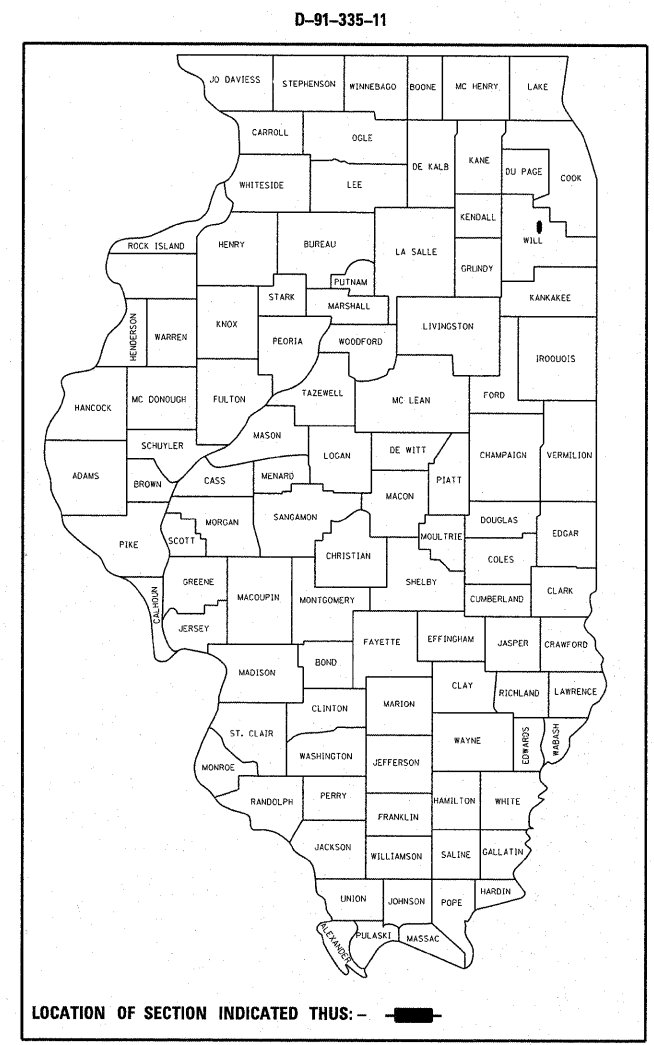 D-91-335-11
JO DAVIESS
STEPHENSON
WINNEBAGO
BOONE
MC HENRY
LAKE
CARROLL
OGLE
DE KALB
KANE
DU PAGE
COOK
WHITESIDE
LEE
KENDALL
WILL
ROCK ISLAND
HENRY
BUREAU
LA SALLE
GRUNDY
PUTNAM
STARK
MARSHALL
KANKAKEE
HENDERSON
WARREN
KNOX
PEORIA
WOODFORD
LIVINGSTON
IROQUOIS
HANCOCK
MC DONOUGH
FULTON
TAZEWELL
MC LEAN
FORD
MASON
SCHUYLER
LOGAN
DE WITT
CHAMPAIGN
VERMILION
ADAMS
BROWN
CASS
MENARD
MACON
PIATT
PIKE
SCOTT
MORGAN
SANGAMON
CHRISTIAN
MOULTRIE
DOUGLAS
EDGAR
COLES
CALHOUN
GREENE
MACOUPIN
MONTGOMERY
SHELBY
CUMBERLAND
CLARK
JERSEY
FAYETTE
EFFINGHAM
JASPER
CRAWFORD
MADISON
BOND
CLAY
RICHLAND
LAWRENCE
CLINTON
MARION
ST. CLAIR
WAYNE
EDWARDS
WABASH
MONROE
WASHINGTON
JEFFERSON
RANDOLPH
PERRY
FRANKLIN
HAMILTON
WHITE
JACKSON
WILLIAMSON
SALINE
GALLATIN
UNION
JOHNSON
POPE
HARDIN
ALEXANDER
PULASKI
MASSAC
LOCATION OF SECTION INDICATED THUS: -